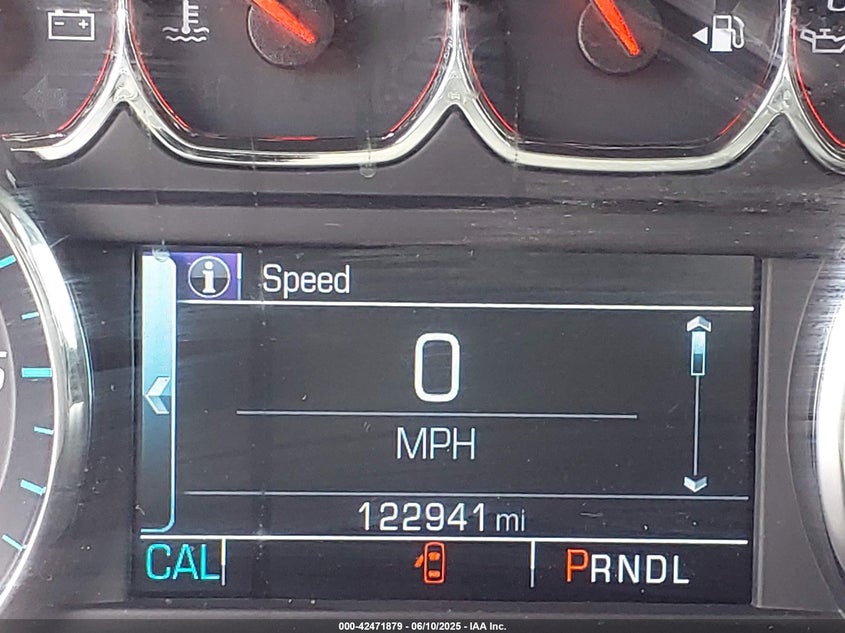 Speed
0
MPH
122941 mi
CAL
PRNDL
000-42471879 - 06/10/2025 - IAA Inc.